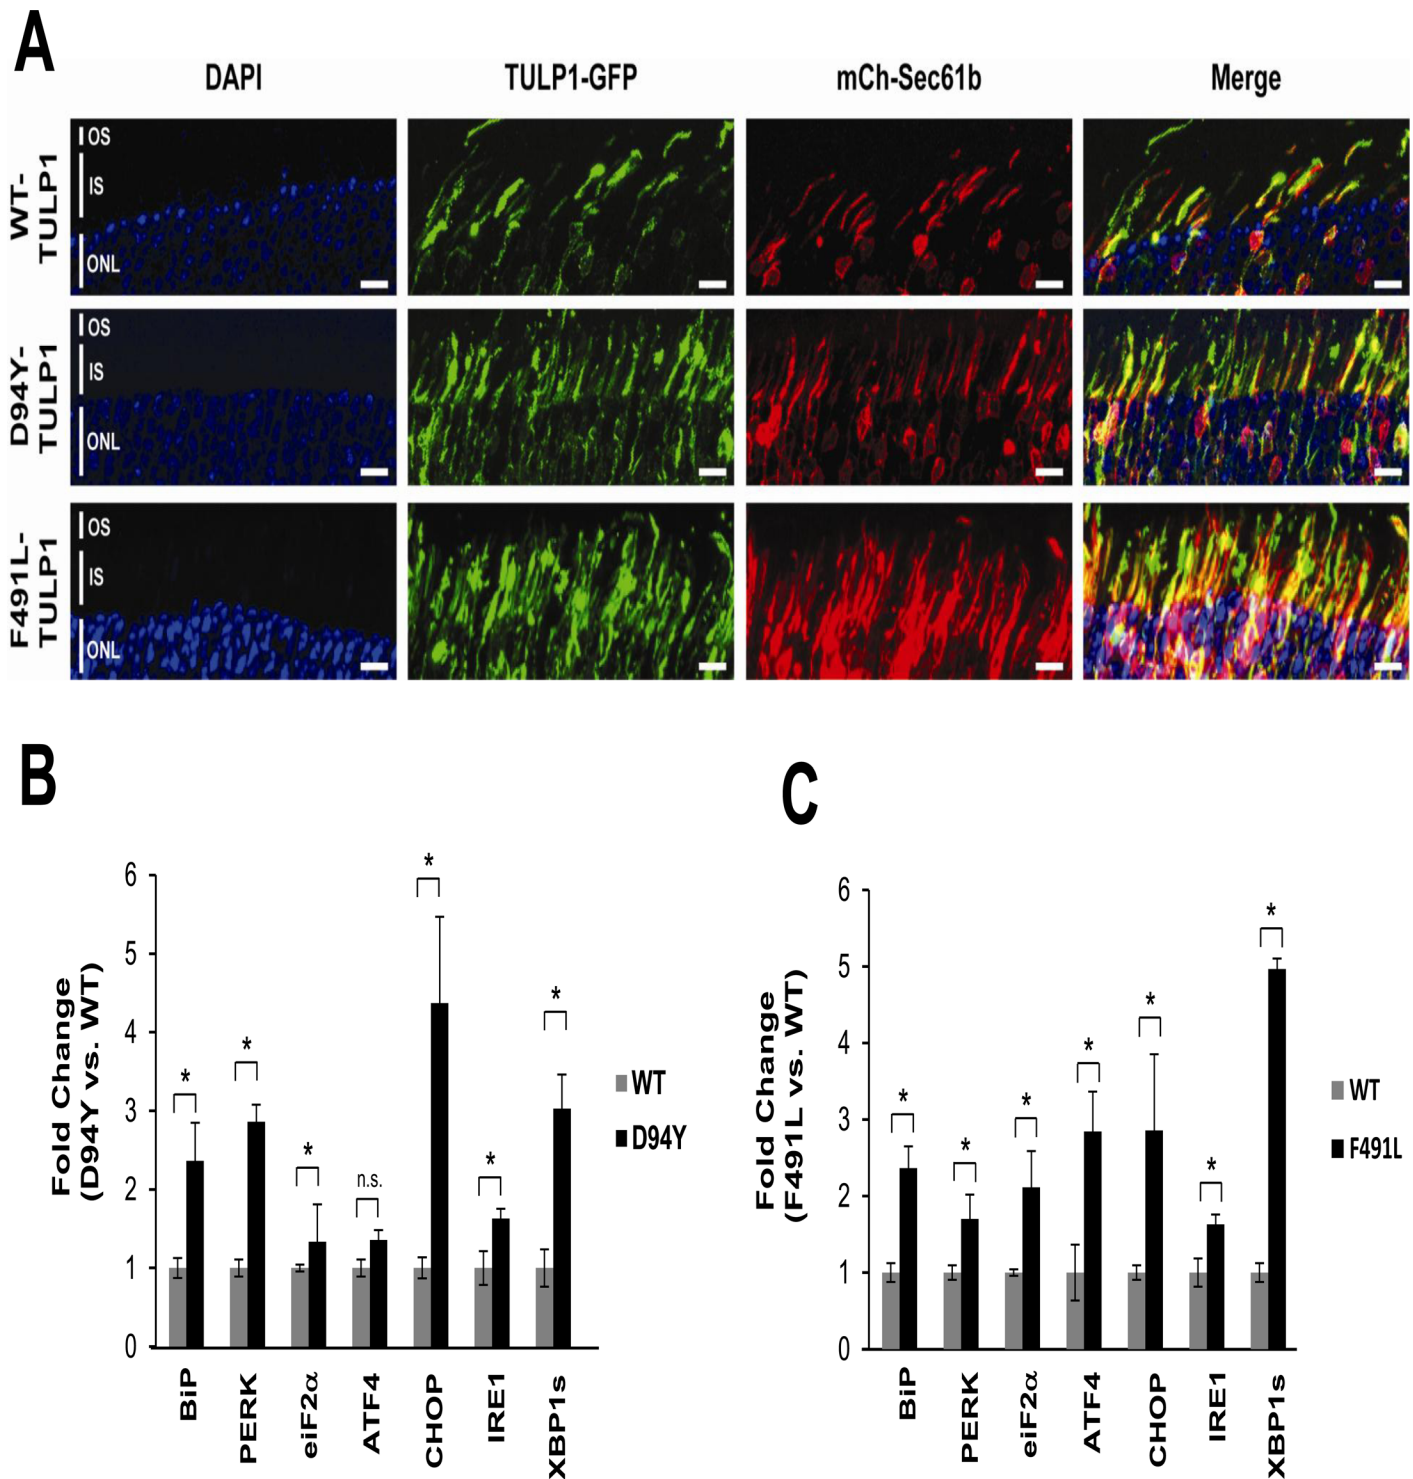 A
DAPI
TULP1-GFP
mCh-Sec61b
Merge
WT-
TULP1
OS
IS
ONL
D94Y-
TULP1
OS
IS
ONL
F491L-
TULP1
OS
IS
ONL
B
Fold Change
(D94Y vs. WT)
6
5
4
3
2
1
0
*
*
*
n.s.
*
*
*
BiP
PERK
eiF2α
ATF4
CHOP
IRE1
XBP1s
WT
D94Y
C
Fold Change
(F491L vs. WT)
6
5
4
3
2
1
0
*
*
*
*
*
*
*
BiP
PERK
eiF2α
ATF4
CHOP
IRE1
XBP1s
WT
F491L